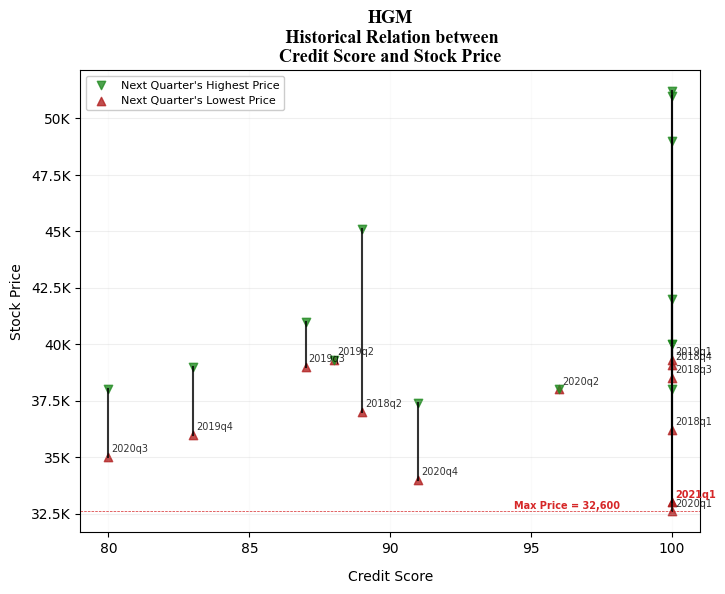 HGM
Historical Relation between
Credit Score and Stock Price
Next Quarter's Highest Price
Next Quarter's Lowest Price
Stock Price
50K
47.5K
45K
42.5K
40K
37.5K
35K
32.5K
2019q1
2018q4
2018q3
2019q2
2019q3
2020q2
2018q2
2018q1
2019q4
2020q3
2020q4
2021q1
2020q1
Max Price = 32,600
80
85
90
95
100
Credit Score